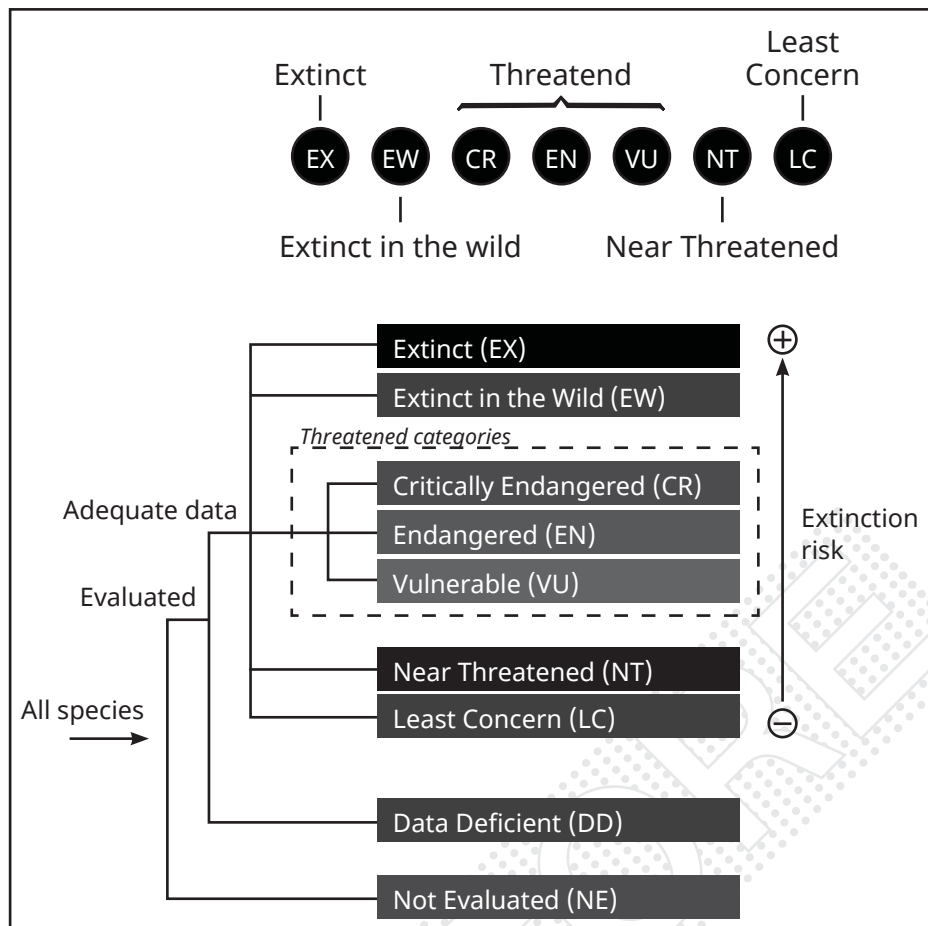 Least
Concern
Extinct
Threatend
EX
EW
CR
EN
VU
NT
LC
Extinct in the wild
Near Threatened
Extinct (EX)
Extinct in the Wild (EW)
Threatened categories
Critically Endangered (CR)
Adequate data
Endangered (EN)
Extinction
risk
Vulnerable (VU)
Evaluated
Near Threatened (NT)
All species
Least Concern (LC)
Data Deficient (DD)
Not Evaluated (NE)